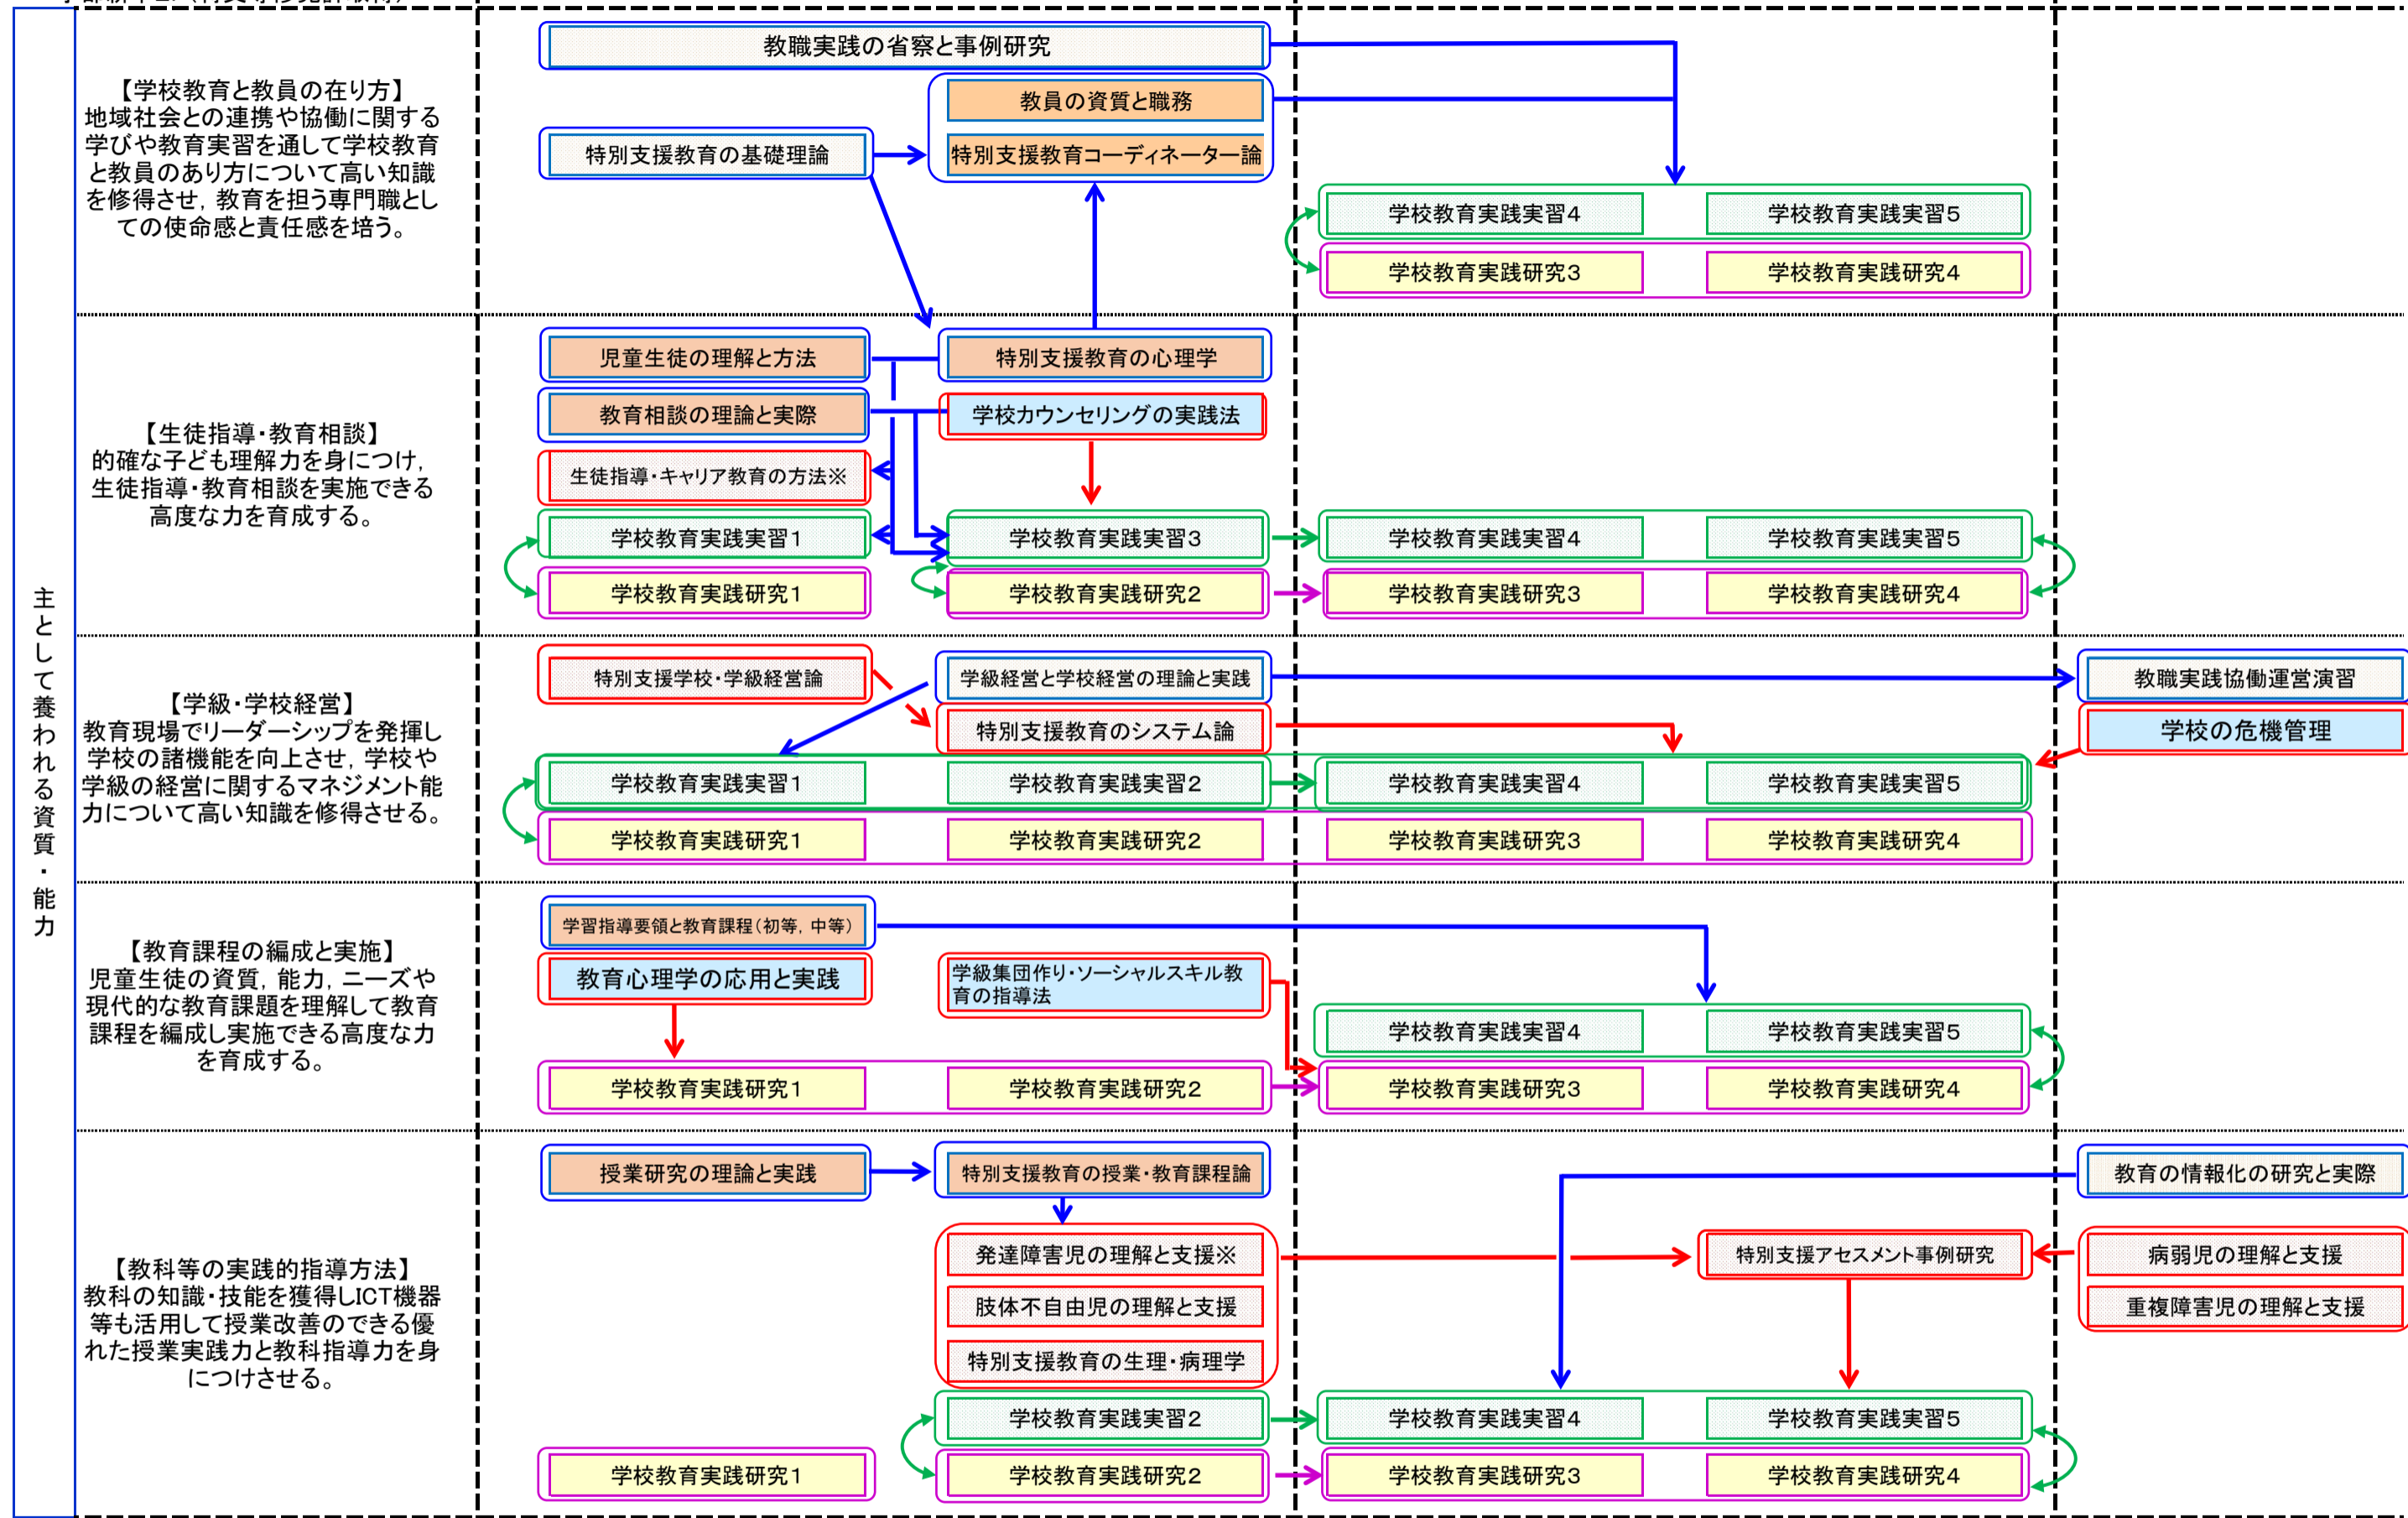 主として養われる資質・能力
【学校教育と教員の在り方】
地域社会との連携や協働に関する
学びや教育実習を通して学校教育
と教員のあり方について高い知識
を修得させ，教育を担う専門職とし
ての使命感と責任感を培う。
教職実践の省察と事例研究
教員の資質と職務
特別支援教育の基礎理論
特別支援教育コーディネーター論
学校教育実践実習4
学校教育実践実習5
学校教育実践研究3
学校教育実践研究4
【生徒指導・教育相談】
的確な子ども理解力を身につけ，
生徒指導・教育相談を実施できる
高度な力を育成する。
児童生徒の理解と方法
特別支援教育の心理学
教育相談の理論と実際
学校カウンセリングの実践法
生徒指導・キャリア教育の方法※
学校教育実践実習1
学校教育実践実習3
学校教育実践実習4
学校教育実践実習5
学校教育実践研究1
学校教育実践研究2
学校教育実践研究3
学校教育実践研究4
【学級・学校経営】
教育現場でリーダーシップを発揮し
学校の諸機能を向上させ，学校や
学級の経営に関するマネジメント能
力について高い知識を修得させる。
特別支援学校・学級経営論
学級経営と学校経営の理論と実践
教職実践協働運営演習
特別支援教育のシステム論
学校の危機管理
学校教育実践実習1
学校教育実践実習2
学校教育実践実習4
学校教育実践実習5
学校教育実践研究1
学校教育実践研究2
学校教育実践研究3
学校教育実践研究4
【教育課程の編成と実施】
児童生徒の資質，能力，ニーズや
現代的な教育課題を理解して教育
課程を編成し実施できる高度な力
を育成する。
学習指導要領と教育課程（初等，中等）
教育心理学の応用と実践
学級集団作り・ソーシャルスキル教
育の指導法
学校教育実践実習4
学校教育実践実習5
学校教育実践研究1
学校教育実践研究2
学校教育実践研究3
学校教育実践研究4
【教科等の実践的指導方法】
教科の知識・技能を獲得しICT機器
等も活用して授業改善のできる優
れた授業実践力と教科指導力を身
につけさせる。
授業研究の理論と実践
特別支援教育の授業・教育課程論
教育の情報化の研究と実際
発達障害児の理解と支援※
特別支援アセスメント事例研究
病弱児の理解と支援
肢体不自由児の理解と支援
重複障害児の理解と支援
特別支援教育の生理・病理学
学校教育実践実習2
学校教育実践実習4
学校教育実践実習5
学校教育実践研究1
学校教育実践研究2
学校教育実践研究3
学校教育実践研究4